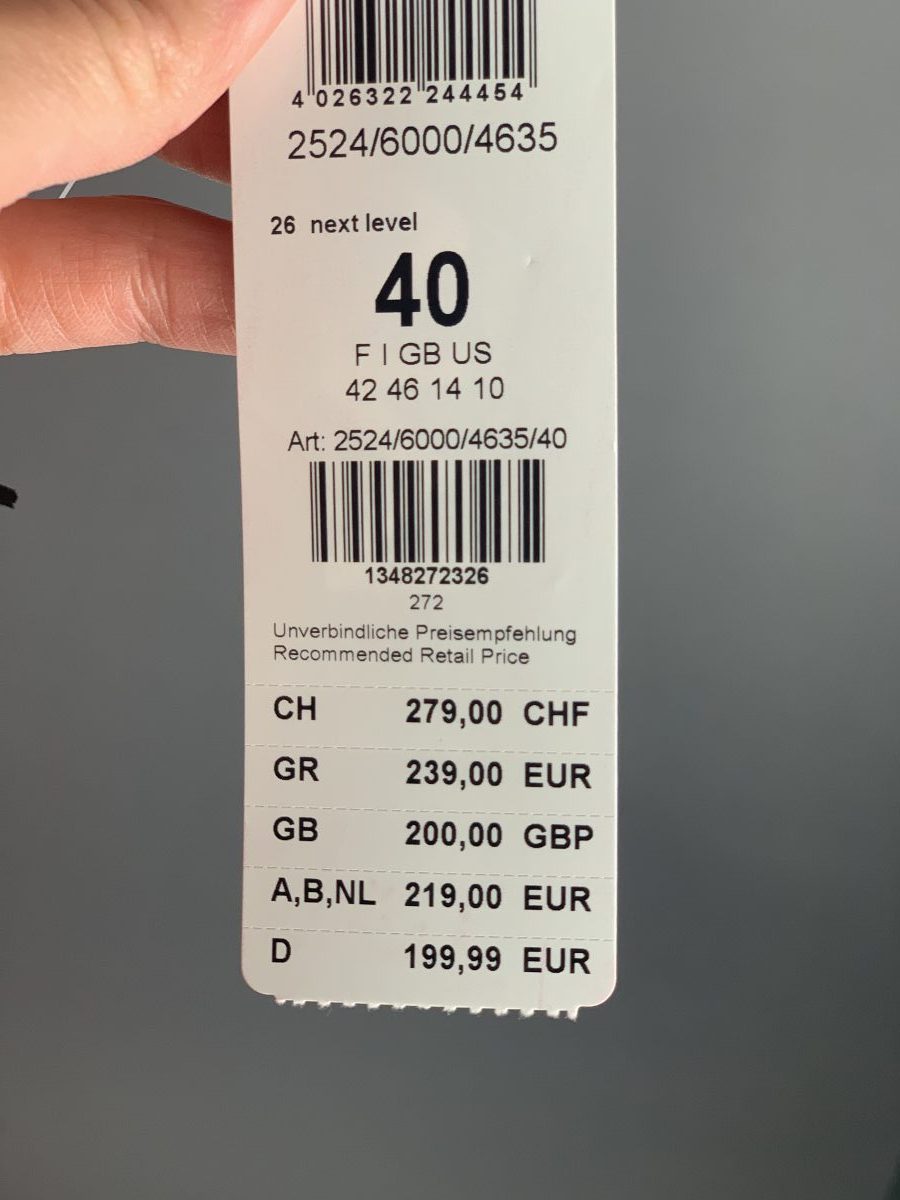 4 026322 244454
2524/6000/4635
26 next level
40
F I GB US
42 46 14 10
Art: 2524/6000/4635/40
1348272326
272
Unverbindliche Preisempfehlung
Recommended Retail Price
CH 279,00 CHF
GR 239,00 EUR
GB 200,00 GBP
A,B,NL 219,00 EUR
D 199,99 EUR